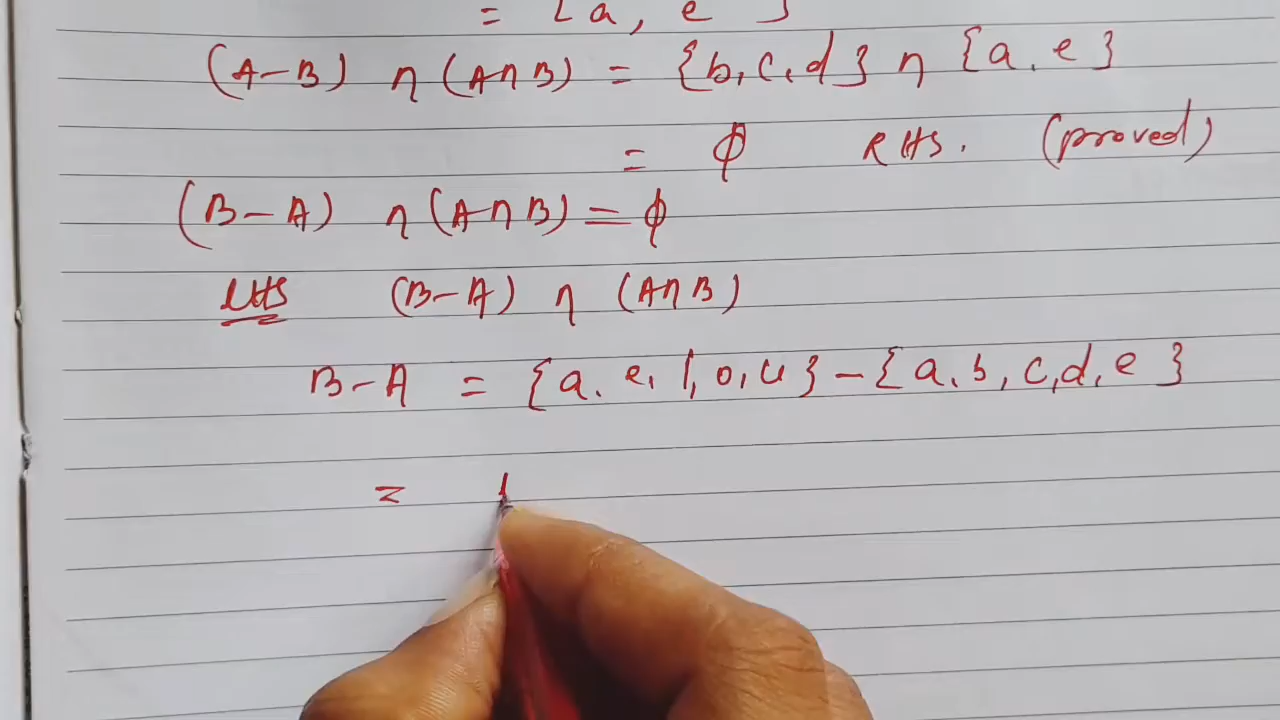 = {a, e }
(A-B) ∩ (A∩B) = {b, c, d} ∩ {a, e}
= ϕ RHS. (proved)
(B-A) ∩ (A∩B) = ϕ
LHS (B-A) ∩ (A∩B)
B-A = {a, e, i, o, u} - {a, b, c, d, e }
=